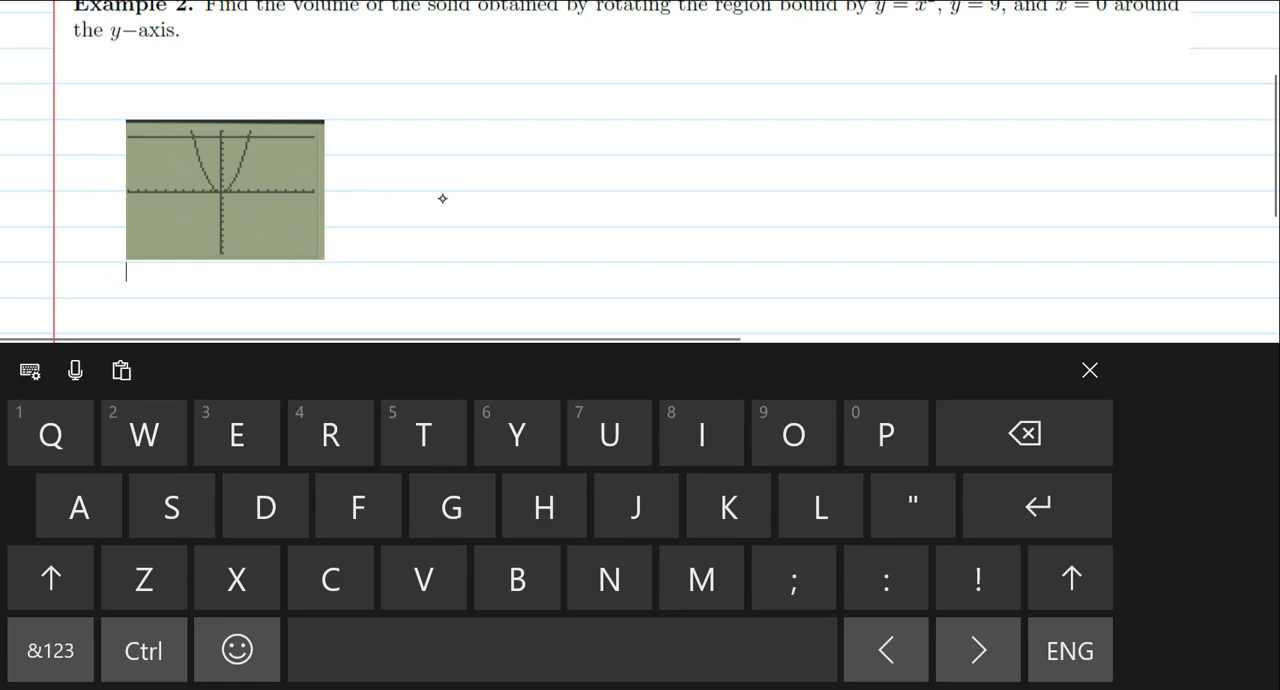 Example 2. Find the volume of the solid obtained by rotating the region bound by y = x², y = 9, and x = 0 around
the y−axis.
1 2 3 4 5 6 7 8 9 0
Q W E R T Y U I O P
A S D F G H J K L "
Z X C V B N M ; : !
&123 Ctrl ENG